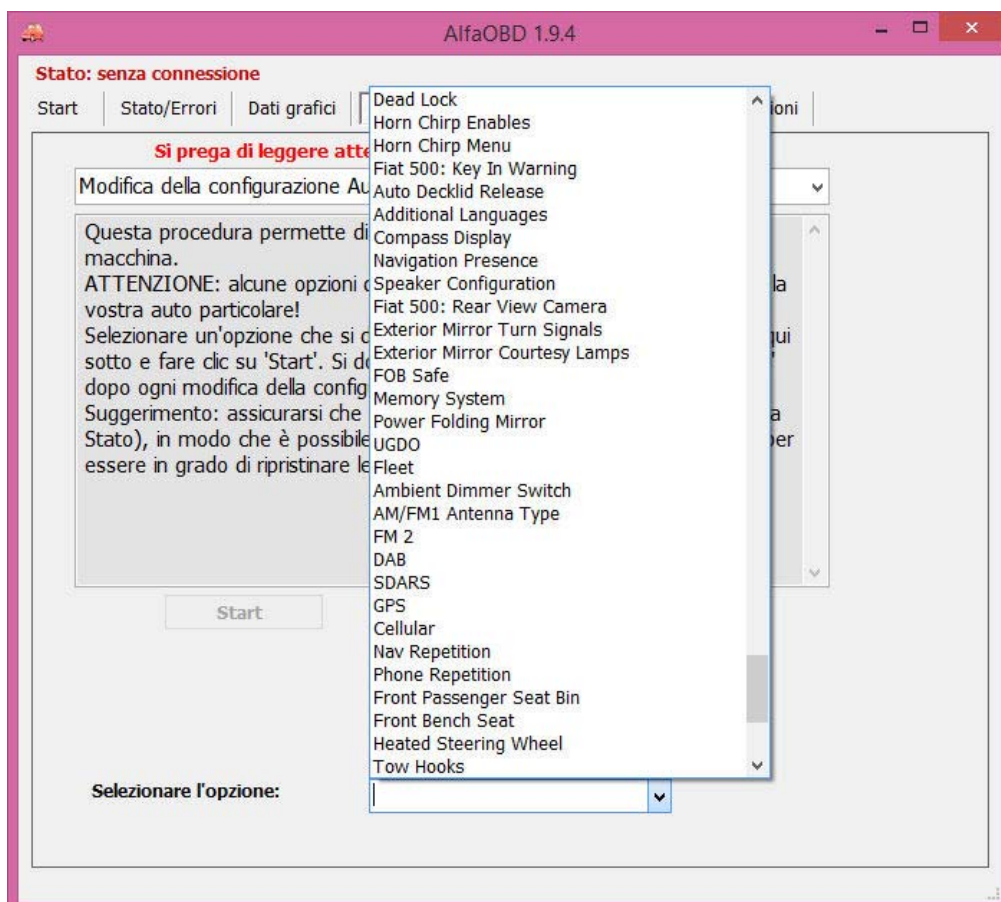 AlfaOBD 1.9.4
Stato: senza connessione
Start
Stato/Errori
Dati grafici
ioni
Si prega di leggere atte
Modifica della configurazione Au
Questa procedura permette di
macchina.
ATTENZIONE: alcune opzioni d
la
vostra auto particolare!
Selezionare un'opzione che si d
qui
sotto e fare clic su 'Start'. Si do
dopo ogni modifica della config
Suggerimento: assicurarsi che
a
Stato), in modo che è possibile
per
essere in grado di ripristinare le
Start
Dead Lock
Horn Chirp Enables
Horn Chirp Menu
Fiat 500: Key In Warning
Auto Decklid Release
Additional Languages
Compass Display
Navigation Presence
Speaker Configuration
Fiat 500: Rear View Camera
Exterior Mirror Turn Signals
Exterior Mirror Courtesy Lamps
FOB Safe
Memory System
Power Folding Mirror
UGDO
Fleet
Ambient Dimmer Switch
AM/FM1 Antenna Type
FM 2
DAB
SDARS
GPS
Cellular
Nav Repetition
Phone Repetition
Front Passenger Seat Bin
Front Bench Seat
Heated Steering Wheel
Tow Hooks
Selezionare l'opzione: